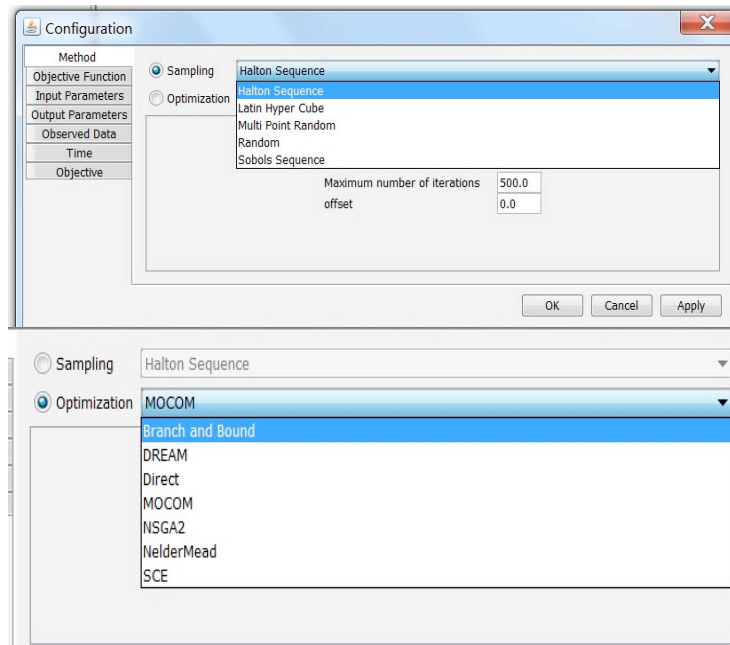 Configuration
Method
Objective Function
Input Parameters
Output Parameters
Observed Data
Time
Objective
Sampling Halton Sequence
Optimization
Halton Sequence
Latin Hyper Cube
Multi Point Random
Random
Sobols Sequence
Maximum number of iterations 500.0
offset 0.0
OK Cancel Apply
Sampling Halton Sequence
Optimization MOCOM
Branch and Bound
DREAM
Direct
MOCOM
NSGA2
NelderMead
SCE